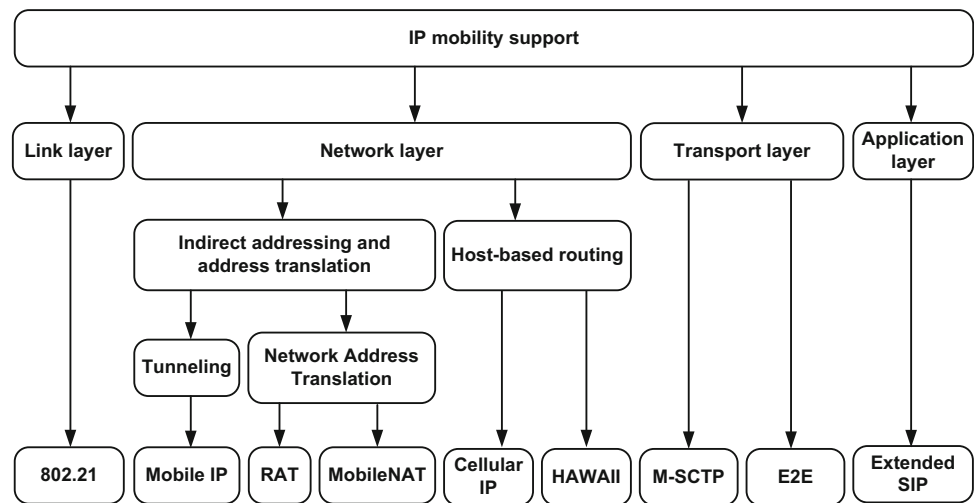 IP mobility support
Link layer
Network layer
Transport layer
Application
layer
Indirect addressing and
address translation
Host-based routing
Tunneling
Network Address
Translation
802.21
Mobile IP
RAT
MobileNAT
Cellular
IP
HAWAII
M-SCTP
E2E
Extended
SIP